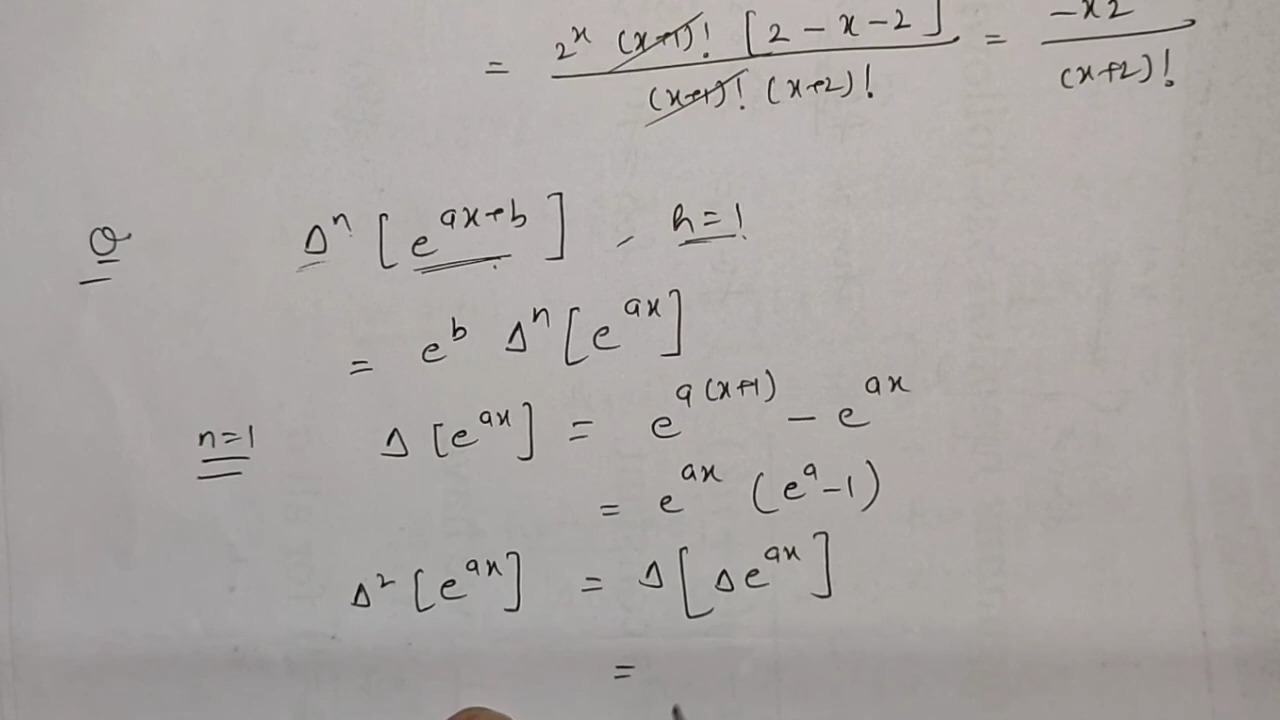 = 2^x (x+1)! [2-x-2] / (x+1)! (x+2)! = -x2 / (x+2)!
Q Δ^n [e^{ax+b}] , h=1
= e^b Δ^n [e^{ax}]
n=1 Δ [e^{ax}] = e^{a(x+1)} - e^{ax}
= e^{ax} (e^a - 1)
Δ^2 [e^{ax}] = Δ [Δe^{ax}]
=